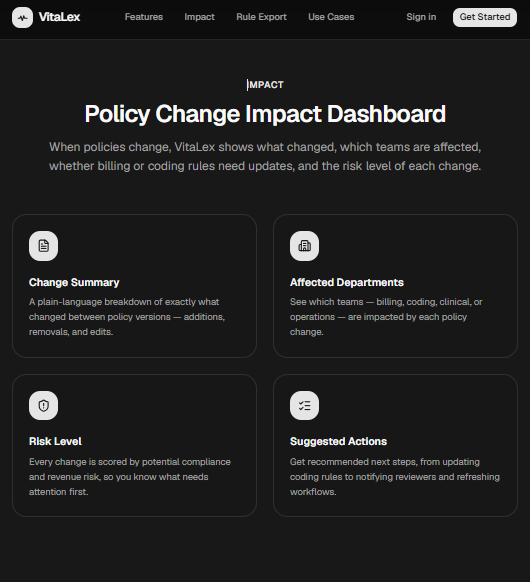 VitaLex
Features
Impact
Rule Export
Use Cases
Sign in
Get Started
IMPACT
Policy Change Impact Dashboard
When policies change, VitaLex shows what changed, which teams are affected,
whether billing or coding rules need updates, and the risk level of each change.
Change Summary
A plain-language breakdown of exactly what
changed between policy versions — additions,
removals, and edits.
Affected Departments
See which teams — billing, coding, clinical, or
operations — are impacted by each policy
change.
Risk Level
Every change is scored by potential compliance
and revenue risk, so you know what needs
attention first.
Suggested Actions
Get recommended next steps, from updating
coding rules to notifying reviewers and refreshing
workflows.